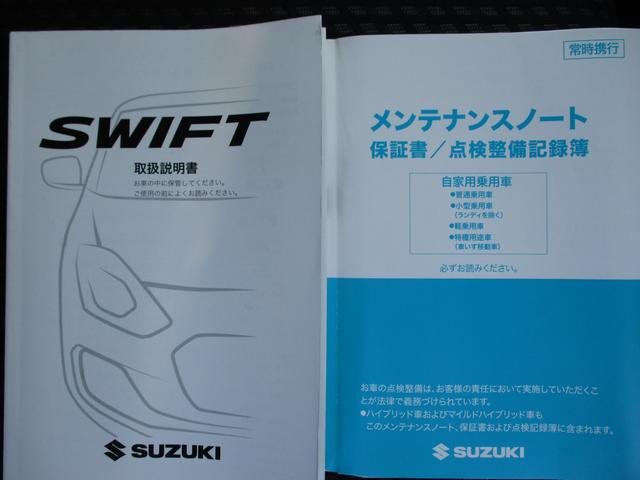 SWIFT
取扱説明書
お車の中に保管してください。
ご使用の前によくお読みください。
SUZUKI
常時携行
メンテナンスノート
保証書／点検整備記録簿
自家用乗用車
●普通乗用車
●小型乗用車
（ランディを除く）
●軽乗用車
●特種用途車
（車いす移動車）
必ずお読みください。
お車の点検整備は、お客様の責任において実施していただくこ
とが法律で義務づけられています。
●ハイブリッド車およびマイルドハイブリッド車も
このメンテナンスノート、保証書および点検記録簿に含まれます。
SUZUKI